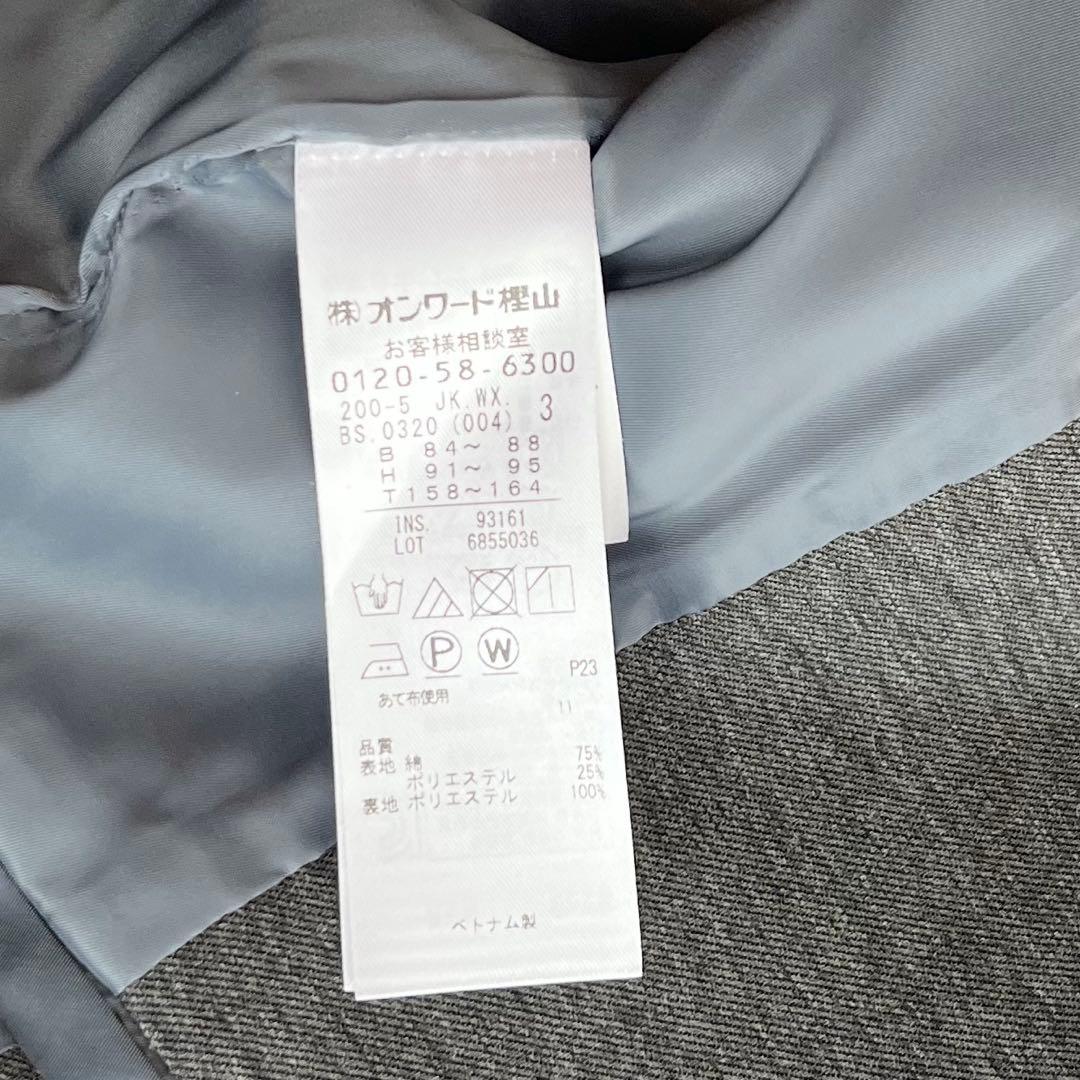 (株)オンワード樫山
お客様相談室
0120-58-6300
200-5 JK.WX. 3
BS.0320 (004)
B 84～ 88
H 91～ 95
T 158～164
INS. 93161
LOT 6855036
P W
P23
あて布使用
11
品質
表地 綿 75%
ポリエステル 25%
裏地 ポリエステル 100%
ベトナム製